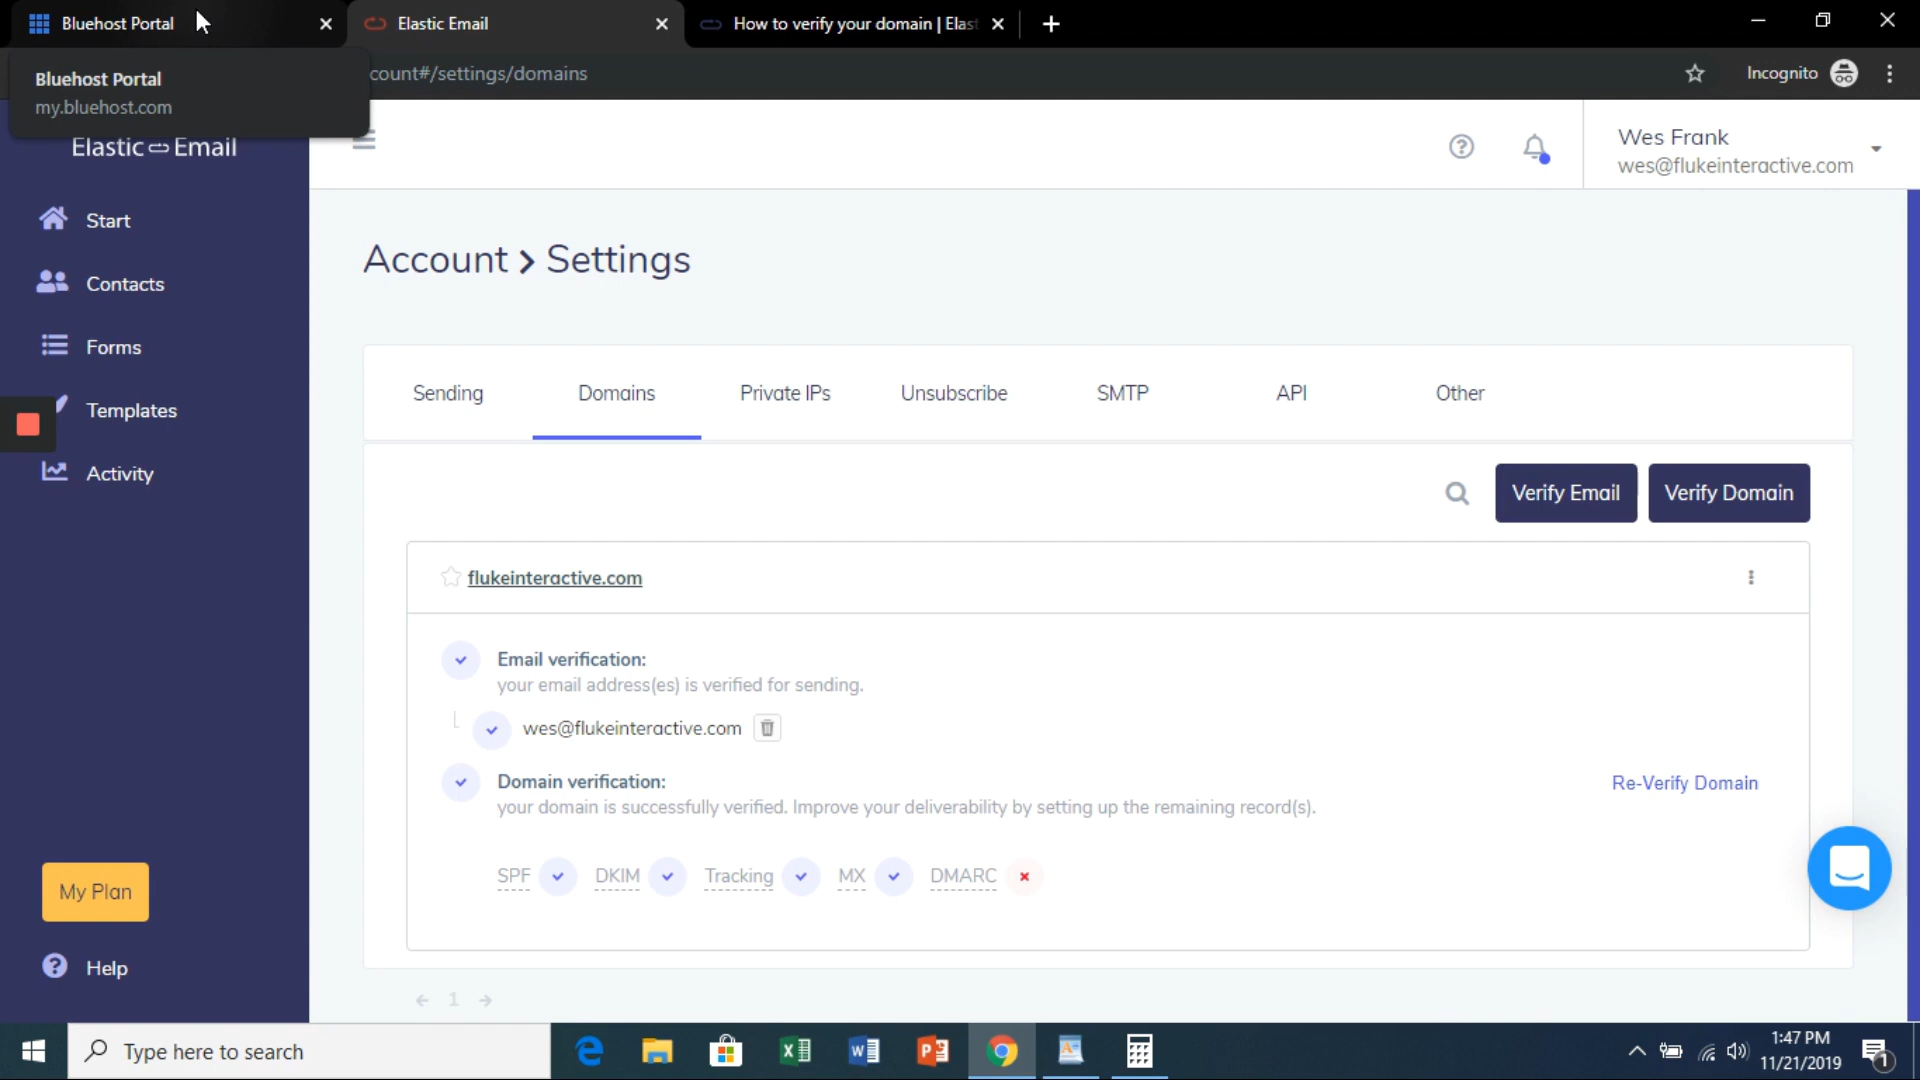 Bluehost Portal
Elastic Email
How to verify your domain | Elas
Bluehost Portal
my.bluehost.com
count#/settings/domains
Incognito
Elastic Email
Wes Frank
wes@flukeinteractive.com
Start
Contacts
Forms
Templates
Activity
My Plan
Help
Account > Settings
Sending
Domains
Private IPs
Unsubscribe
SMTP
API
Other
Verify Email
Verify Domain
flukeinteractive.com
Email verification:
your email address(es) is verified for sending.
wes@flukeinteractive.com
Domain verification:
your domain is successfully verified. Improve your deliverability by setting up the remaining record(s).
Re-Verify Domain
SPF DKIM Tracking MX DMARC
1
Type here to search
1:47 PM
11/21/2019
1